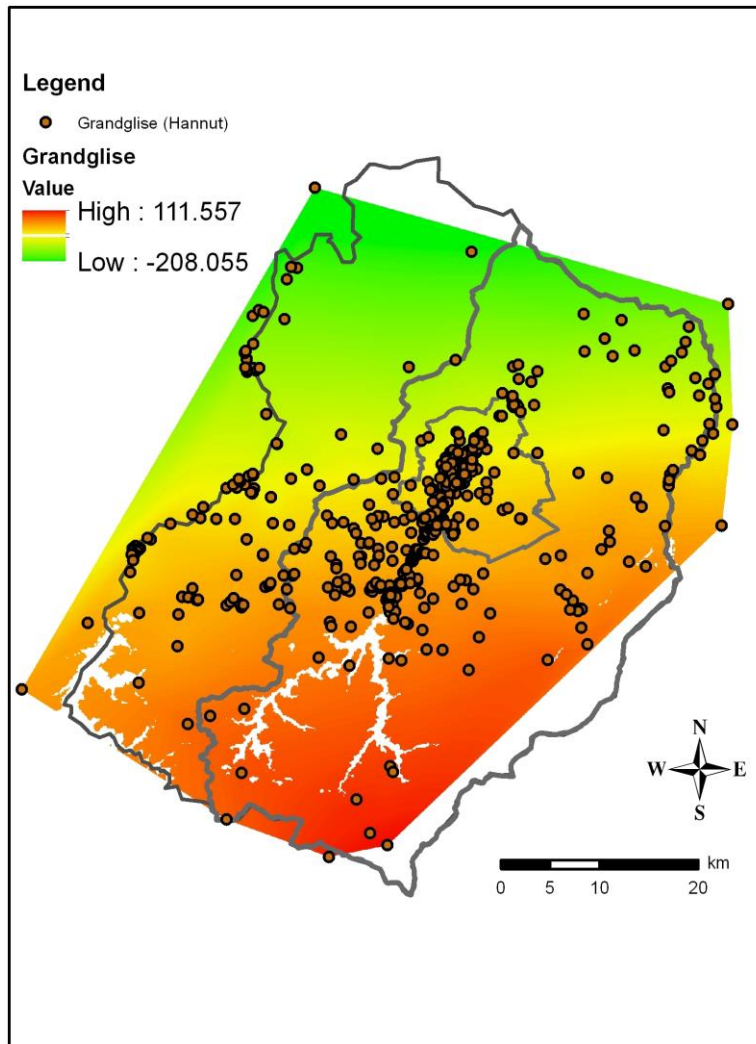 Legend
Grandglise (Hannut)
Grandglise
Value
High : 111.557
Low : -208.055
N
W E
S
km
0 5 10 20